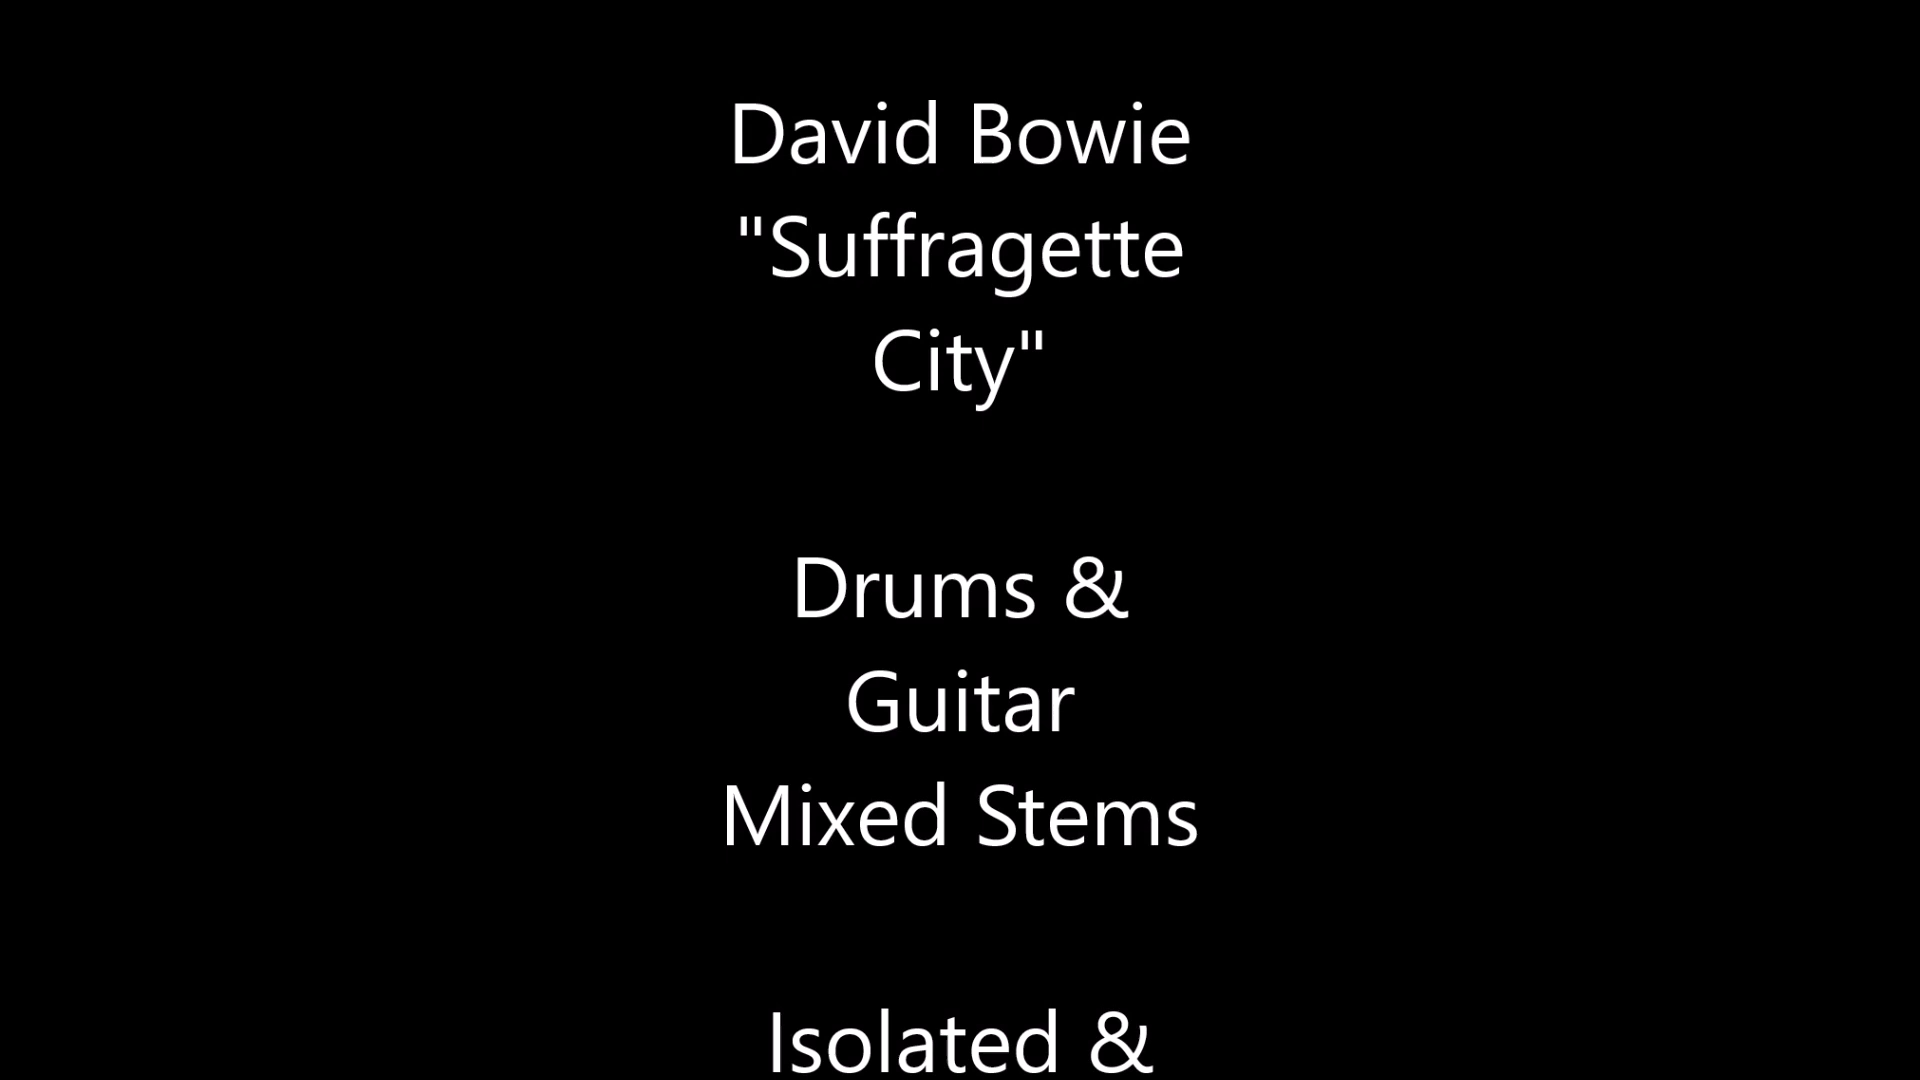 David Bowie
"Suffragette
City"
Drums &
Guitar
Mixed Stems
Isolated &